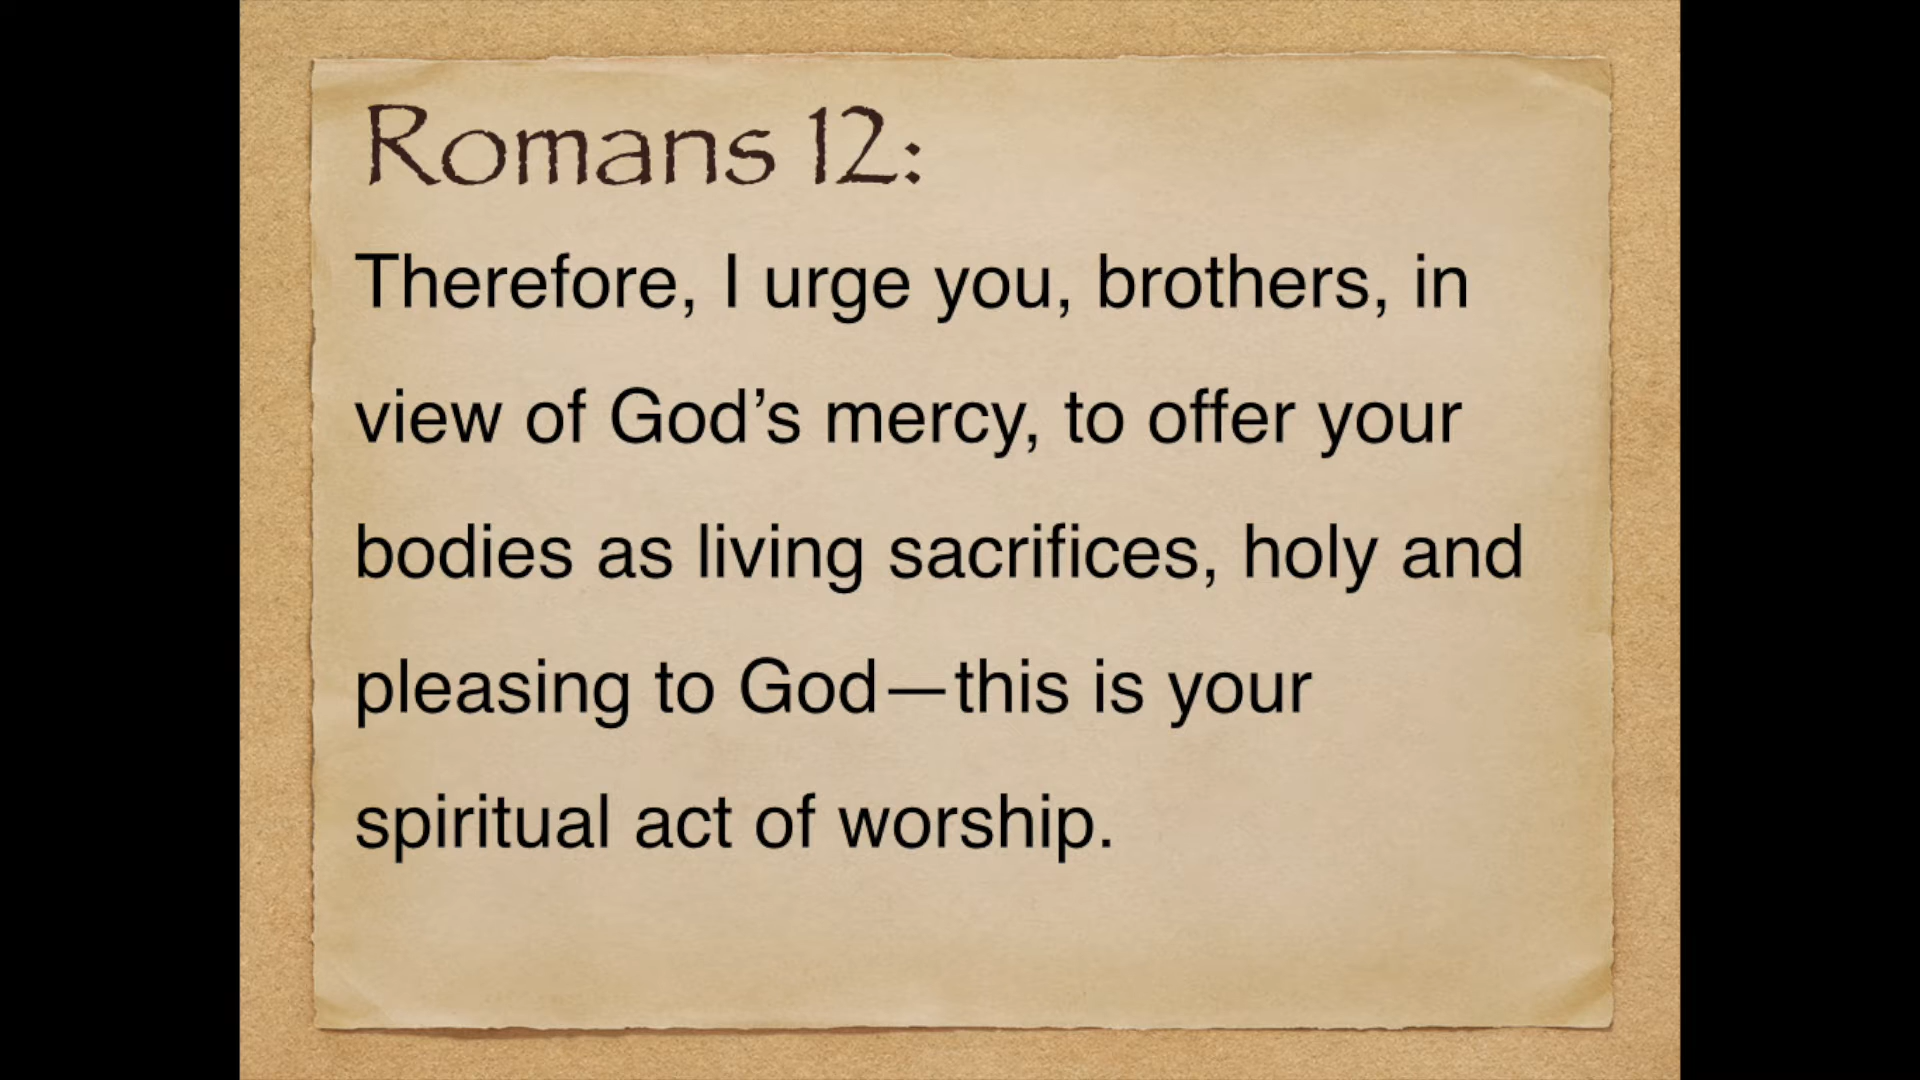 Romans 12:
Therefore, I urge you, brothers, in
view of God’s mercy, to offer your
bodies as living sacrifices, holy and
pleasing to God—this is your
spiritual act of worship.